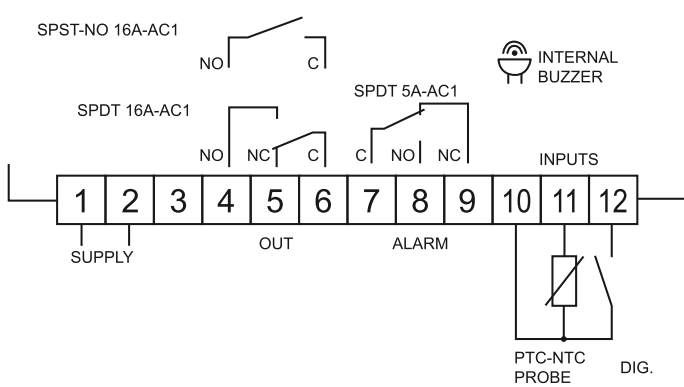 SPST-NO 16A-AC1
NO C
INTERNAL
BUZZER
SPDT 5A-AC1
SPDT 16A-AC1
NO NC C C NO NC
INPUTS
1 2 3 4 5 6 7 8 9 10 11 12
SUPPLY OUT ALARM
PTC-NTC
PROBE
DIG.